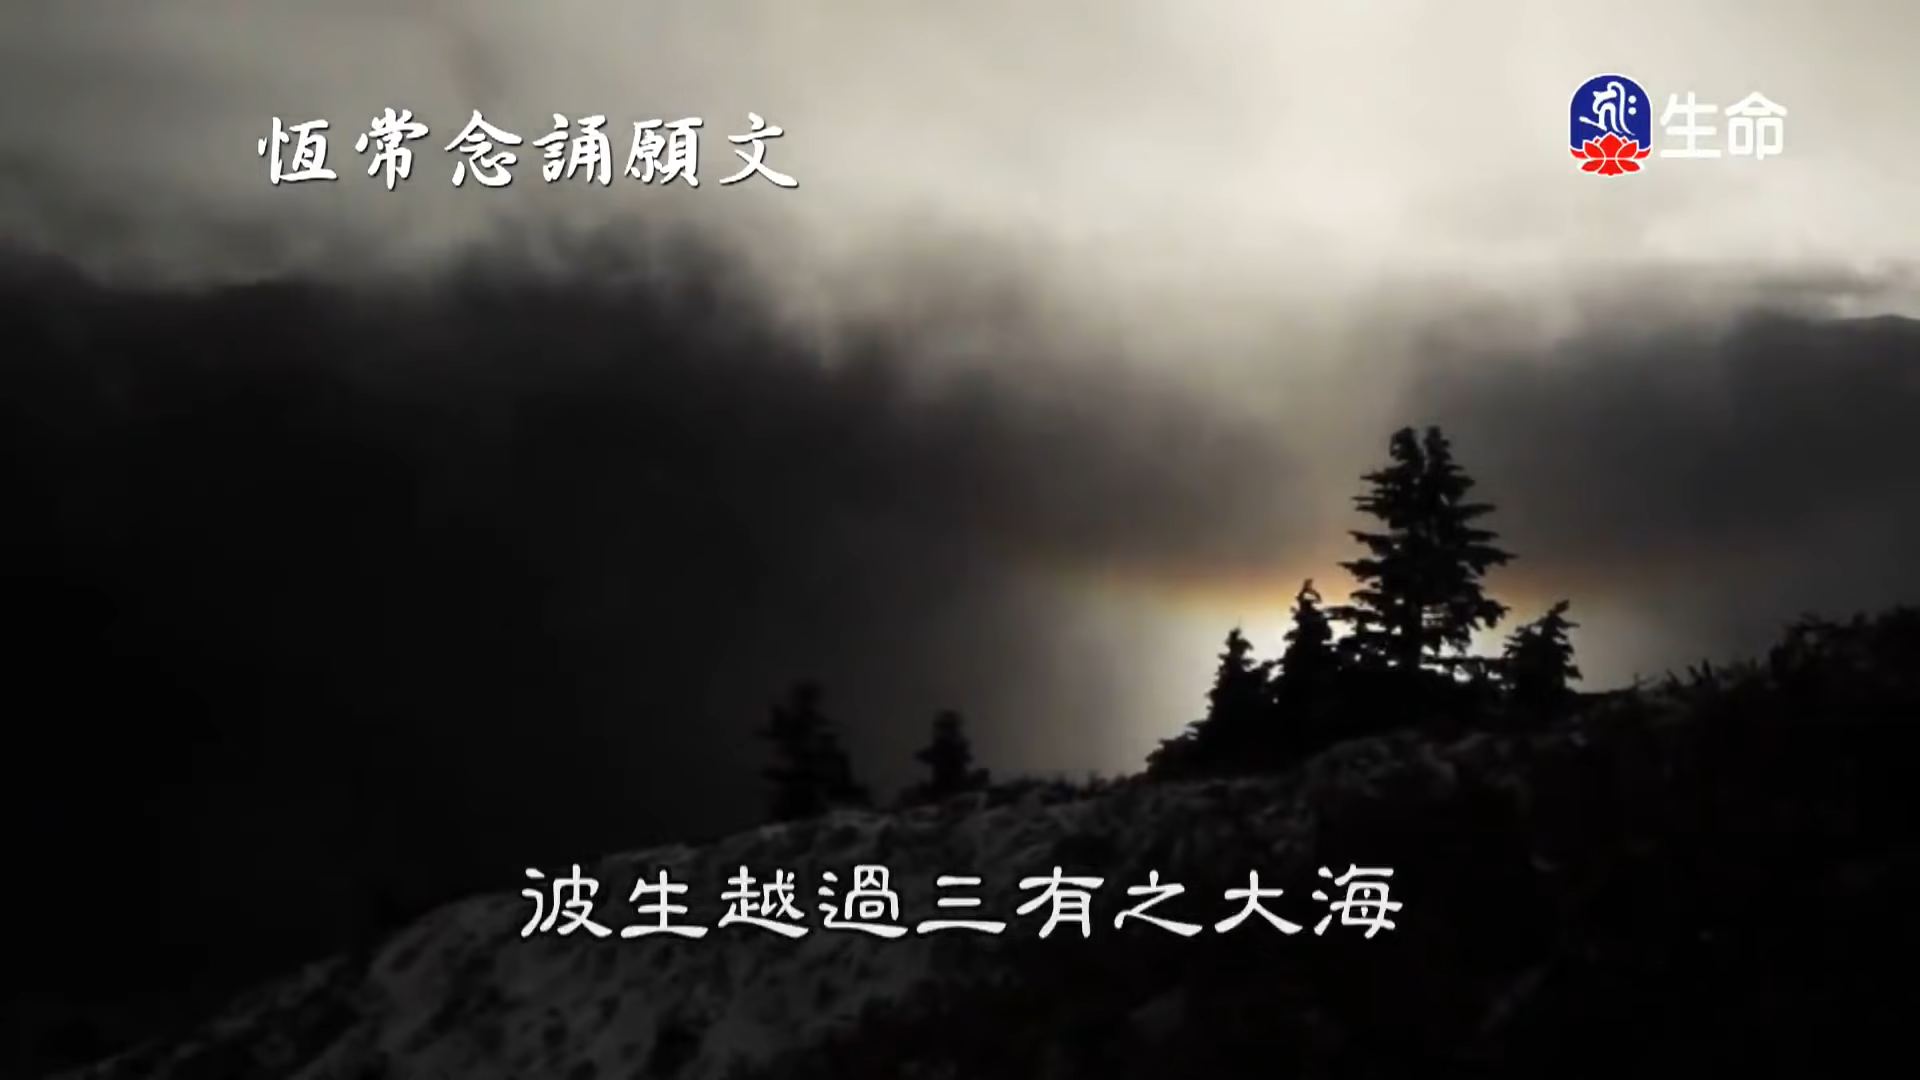 恆常念誦願文
生命
彼生越過三有之大海